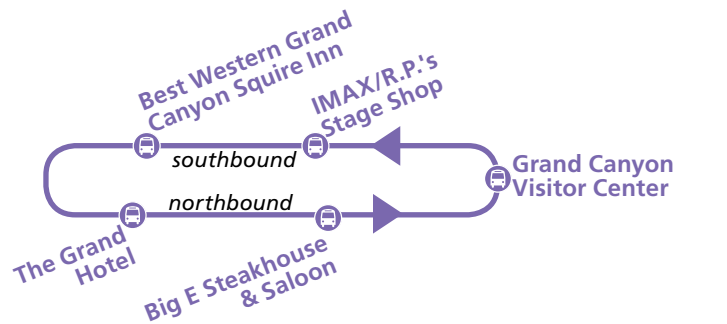 Best Western Grand
Canyon Squire Inn
IMAX/R.P.'s
Stage Shop
southbound
Grand Canyon
Visitor Center
northbound
The Grand
Hotel
Big E Steakhouse
& Saloon